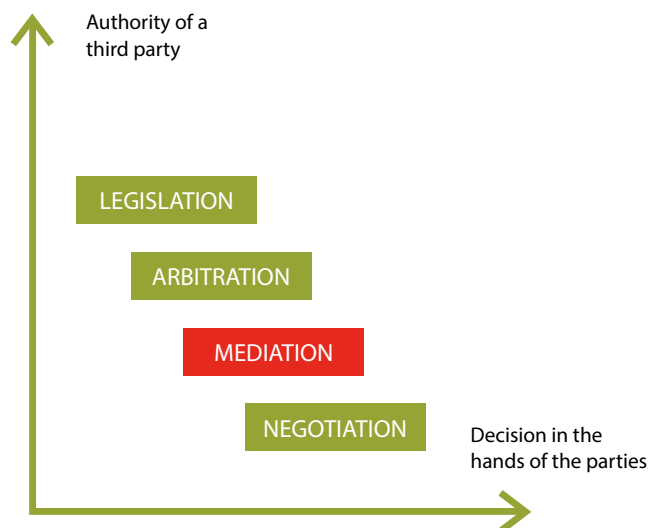 Authority of a
third party
LEGISLATION
ARBITRATION
MEDIATION
NEGOTIATION
Decision in the
hands of the parties